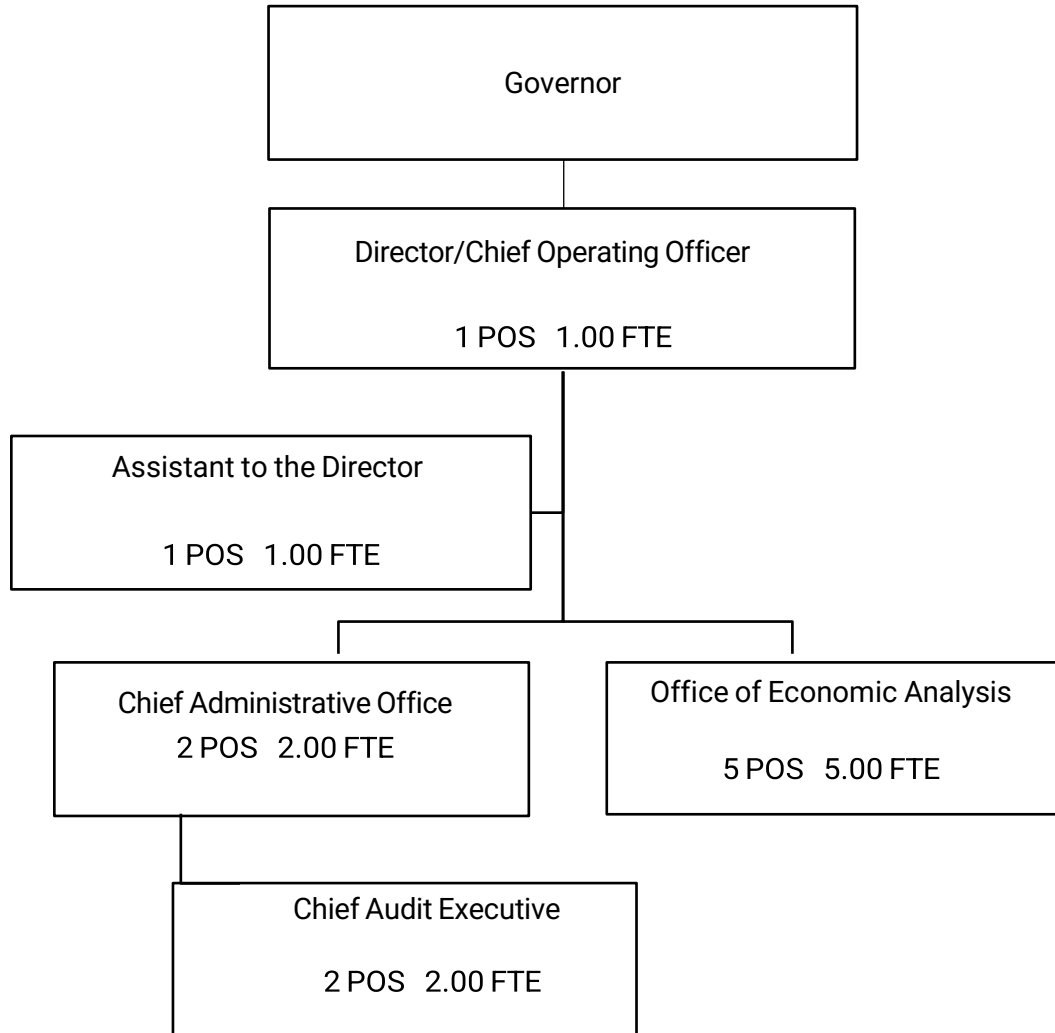 Governor
Director/Chief Operating Officer
1 POS 1.00 FTE
Assistant to the Director
1 POS 1.00 FTE
Chief Administrative Office
2 POS 2.00 FTE
Office of Economic Analysis
5 POS 5.00 FTE
Chief Audit Executive
2 POS 2.00 FTE